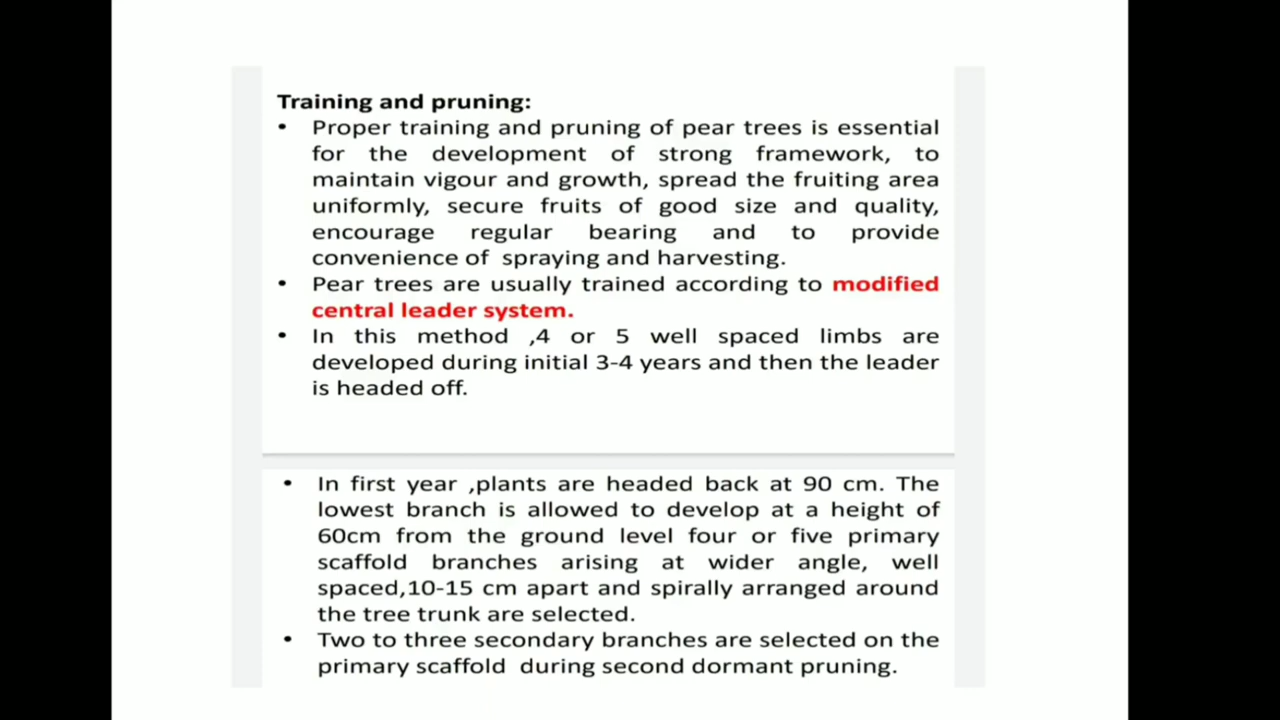 Training and pruning:
• Proper training and pruning of pear trees is essential
for the development of strong framework, to
maintain vigour and growth, spread the fruiting area
uniformly, secure fruits of good size and quality,
encourage regular bearing and to provide
convenience of spraying and harvesting.
• Pear trees are usually trained according to modified
central leader system.
• In this method ,4 or 5 well spaced limbs are
developed during initial 3-4 years and then the leader
is headed off.
• In first year ,plants are headed back at 90 cm. The
lowest branch is allowed to develop at a height of
60cm from the ground level four or five primary
scaffold branches arising at wider angle, well
spaced,10-15 cm apart and spirally arranged around
the tree trunk are selected.
• Two to three secondary branches are selected on the
primary scaffold during second dormant pruning.